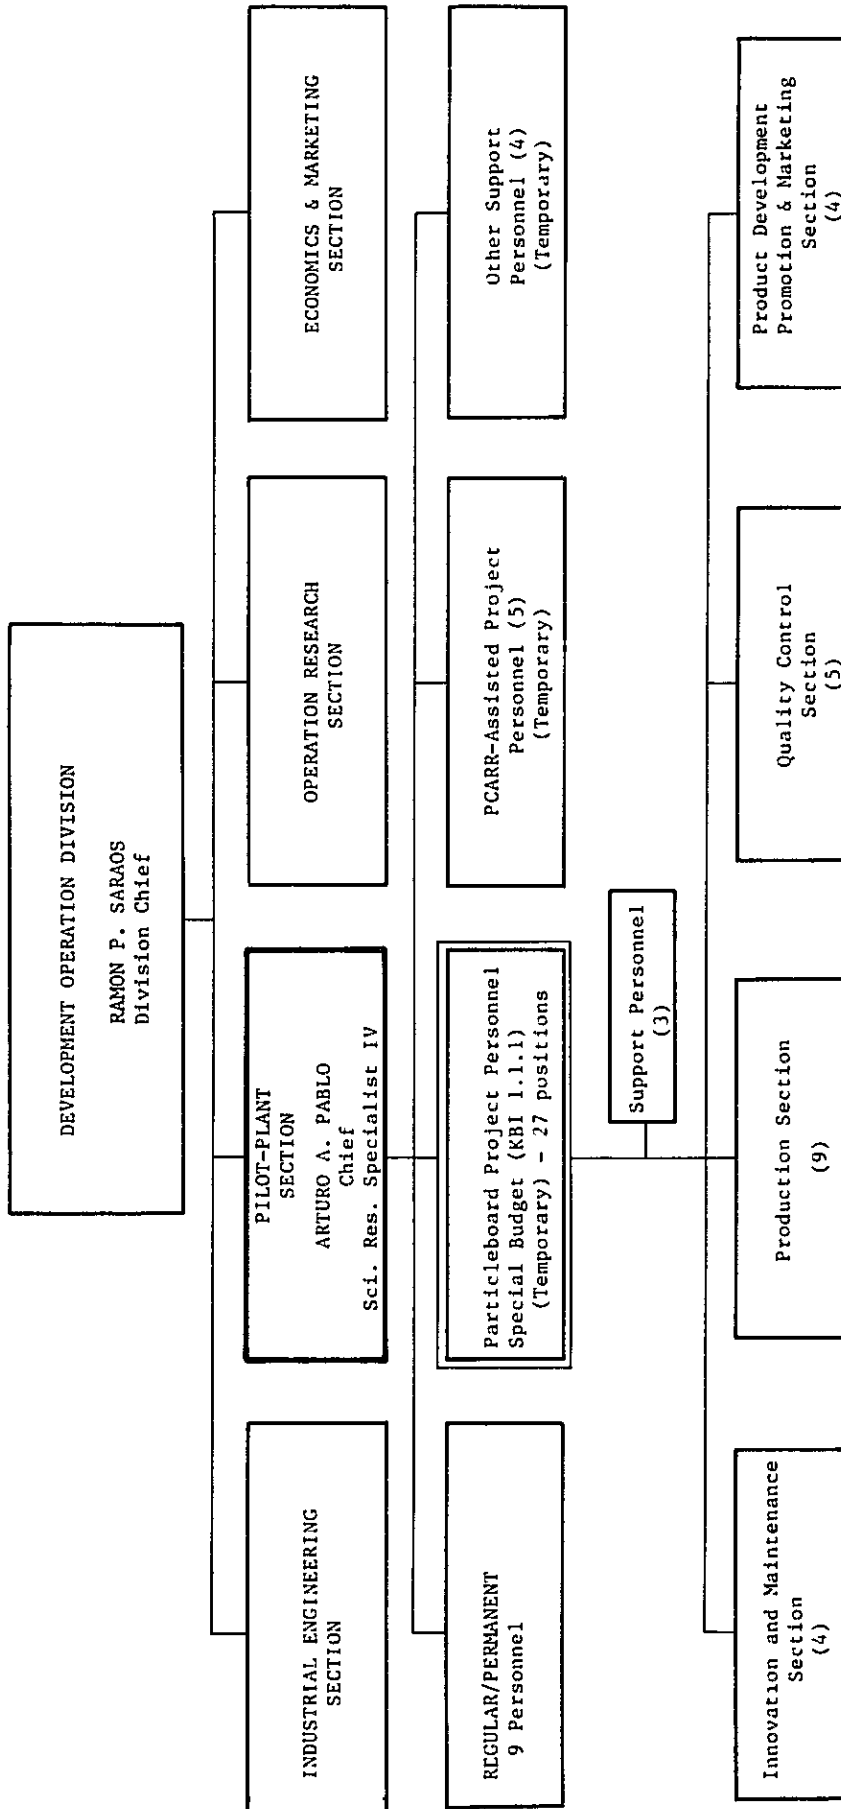 DEVELOPMENT OPERATION DIVISION
RAMON P. SARAOS
Division Chief
INDUSTRIAL ENGINEERING
SECTION
PILOT-PLANT
SECTION
ARTURO A. PABLO
Chief
Sci. Res. Specialist IV
OPERATION RESEARCH
SECTION
ECONOMICS & MARKETING
SECTION
REGULAR/PERMANENT
9 Personnel
Particleboard Project Personnel
Special Budget (KBI 1.1.1)
(Temporary) - 27 positions
PCARR-Assisted Project
Personnel (5)
(Temporary)
Other Support
Personnel (4)
(Temporary)
Support Personnel
(3)
Innovation and Maintenance
Section
(4)
Production Section
(9)
Quality Control
Section
(5)
Product Development
Promotion & Marketing
Section
(4)